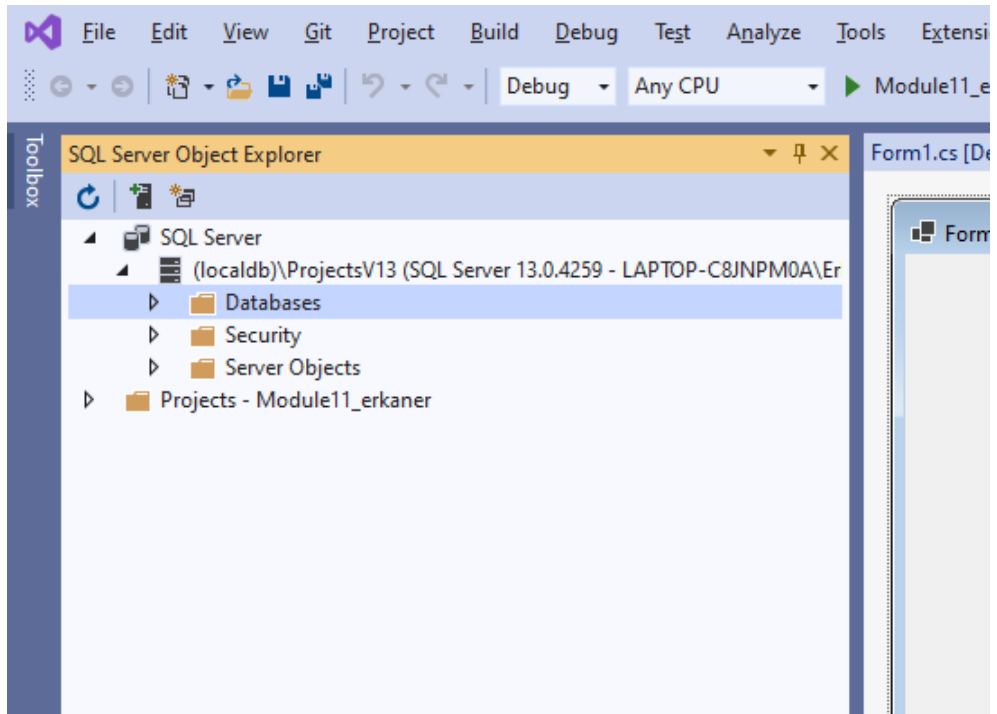 File Edit View Git Project Build Debug Test Analyze Tools Extensi
Debug Any CPU Module11_e
Toolbox
SQL Server Object Explorer
Form1.cs [De
SQL Server
Form
(localdb)\ProjectsV13 (SQL Server 13.0.4259 - LAPTOP-C8JNPM0A\Er
Databases
Security
Server Objects
Projects - Module11_erkaner